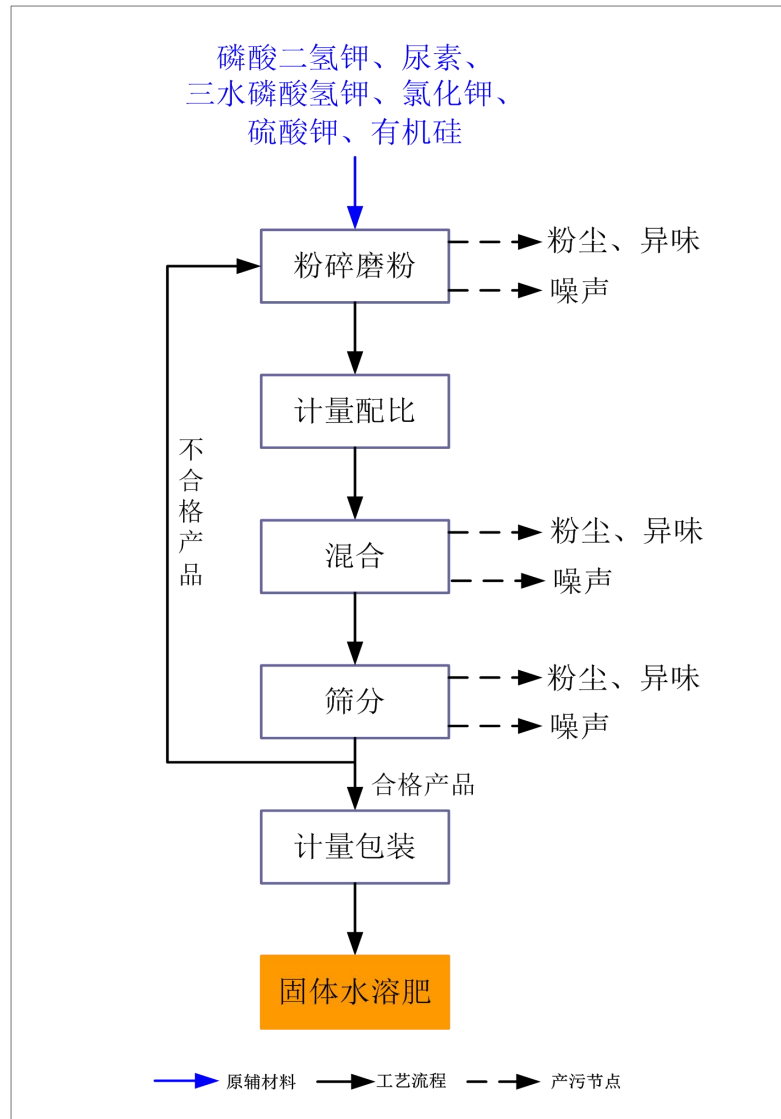 磷酸二氢钾、尿素、
三水磷酸氢钾、氯化钾、
硫酸钾、有机硅
粉碎磨粉
粉尘、异味
噪声
计量配比
不合格产品
混合
粉尘、异味
噪声
筛分
粉尘、异味
噪声
合格产品
计量包装
固体水溶肥
原辅材料
工艺流程
产污节点